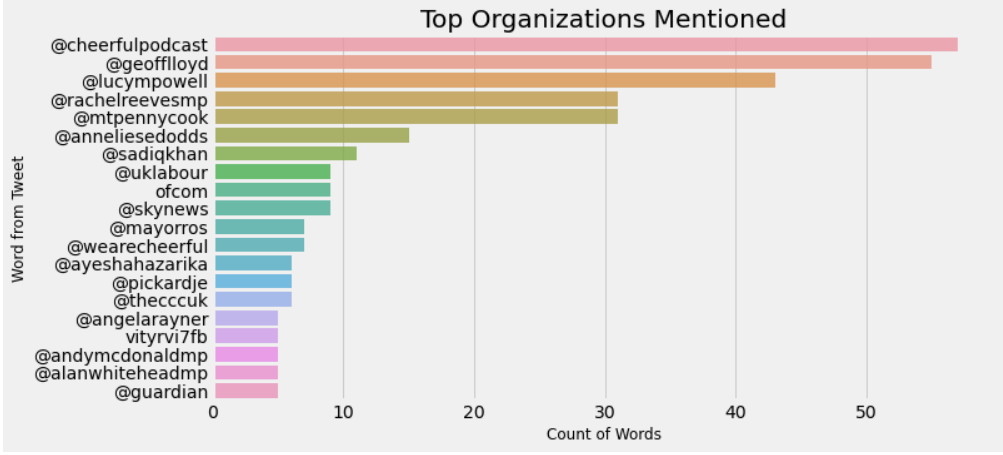 Top Organizations Mentioned
Word from Tweet
@cheerfulpodcast
@geofflloyd
@lucympowell
@rachelreevesmp
@mtpennycook
@anneliesedodds
@sadiqkhan
@uklabour
ofcom
@skynews
@mayorros
@wearecheerful
@ayeshahazarika
@pickardje
@thecccuk
@angelarayner
vityrvi7fb
@andymcdonaldmp
@alanwhiteheadmp
@guardian
0 10 20 30 40 50
Count of Words